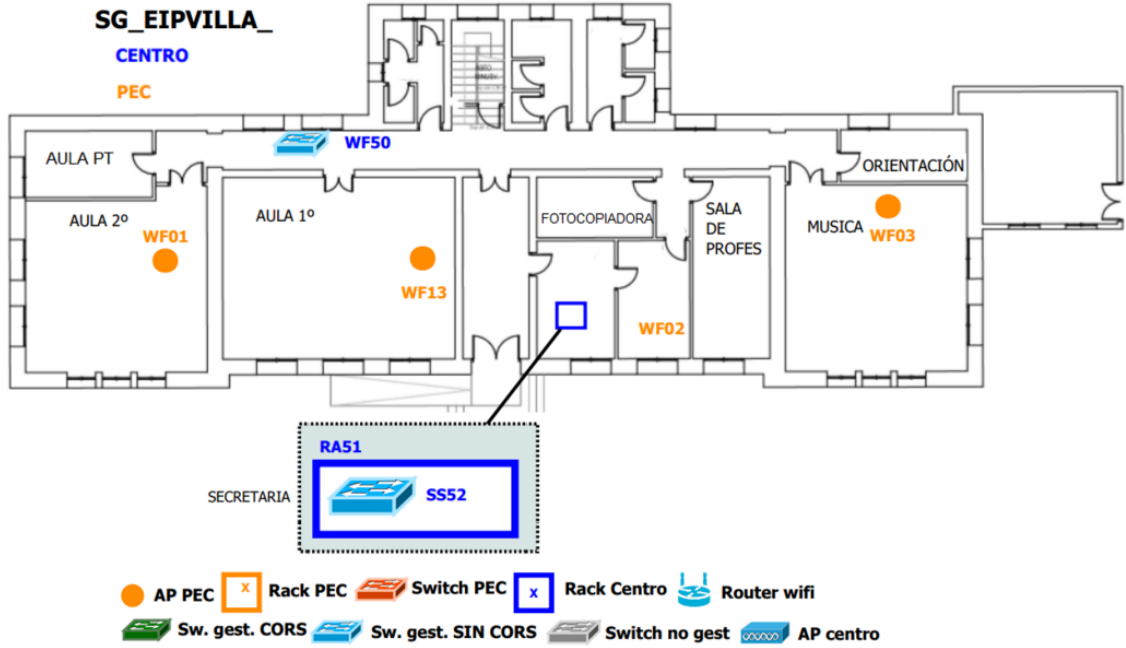 SG_EIPVILLA_
CENTRO
PEC
WF50
AULA PT
ORIENTACIÓN
AULA 2º
AULA 1º
FOTOCOPIADORA
SALA
DE
PROFES
MUSICA
WF01
WF03
WF13
WF02
RA51
SECRETARIA
SS52
AP PEC
x
Rack PEC
Switch PEC
x
Rack Centro
Router wifi
Sw. gest. CORS
Sw. gest. SIN CORS
Switch no gest
AP centro